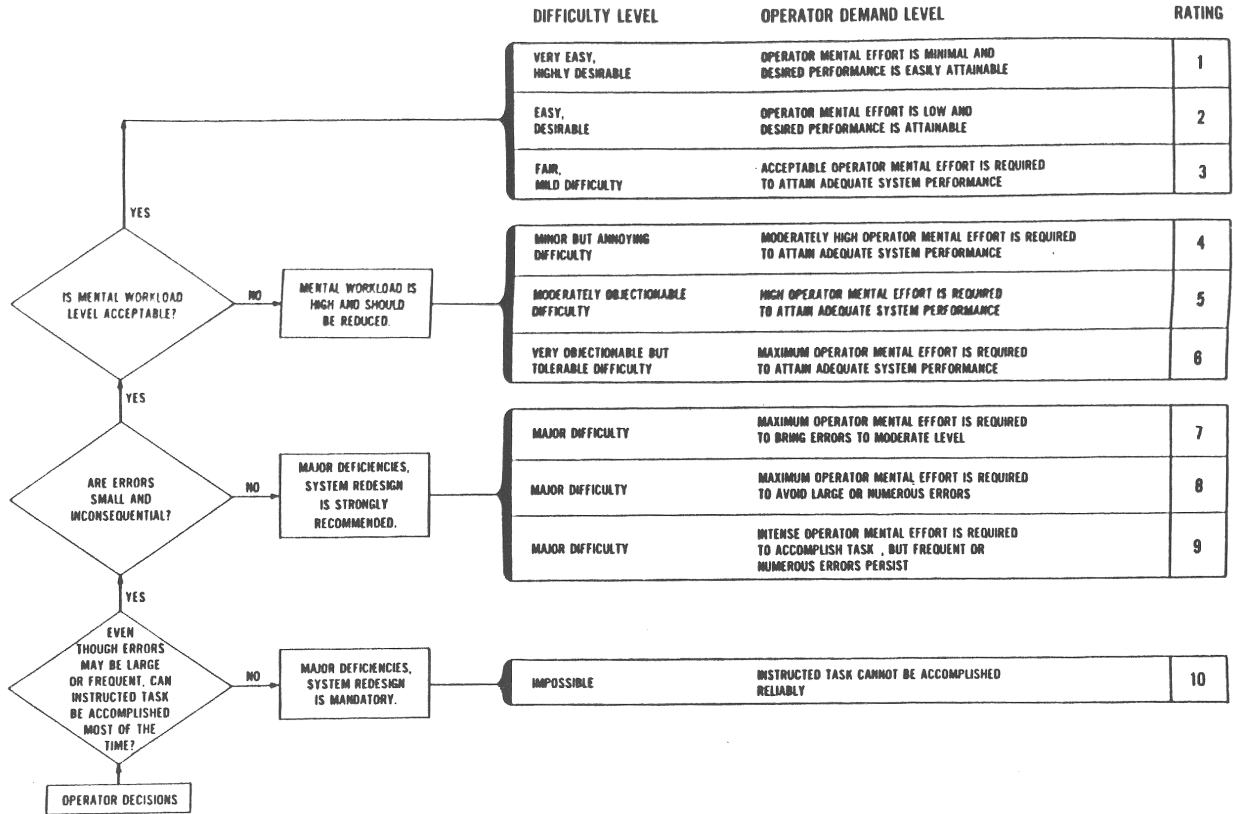 DIFFICULTY LEVEL OPERATOR DEMAND LEVEL RATING
VERY EASY, OPERATOR MENTAL EFFORT IS MINIMAL AND
HIGHLY DESIRABLE DESIRED PERFORMANCE IS EASILY ATTAINABLE
1
EASY, OPERATOR MENTAL EFFORT IS LOW AND
DESIRABLE DESIRED PERFORMANCE IS ATTAINABLE
2
FAIR, ACCEPTABLE OPERATOR MENTAL EFFORT IS REQUIRED
MILD DIFFICULTY TO ATTAIN ADEQUATE SYSTEM PERFORMANCE
3
YES
IS MENTAL WORKLOAD
LEVEL ACCEPTABLE?
NO
MENTAL WORKLOAD IS
HIGH AND SHOULD
BE REDUCED.
MINOR BUT ANNOYING MODERATELY HIGH OPERATOR MENTAL EFFORT IS REQUIRED
DIFFICULTY TO ATTAIN ADEQUATE SYSTEM PERFORMANCE
4
MODERATELY OBJECTIONABLE HIGH OPERATOR MENTAL EFFORT IS REQUIRED
DIFFICULTY TO ATTAIN ADEQUATE SYSTEM PERFORMANCE
5
VERY OBJECTIONABLE BUT MAXIMUM OPERATOR MENTAL EFFORT IS REQUIRED
TOLERABLE DIFFICULTY TO ATTAIN ADEQUATE SYSTEM PERFORMANCE
6
YES
ARE ERRORS
SMALL AND
INCONSEQUENTIAL?
NO
MAJOR DEFICIENCIES,
SYSTEM REDESIGN
IS STRONGLY
RECOMMENDED.
MAJOR DIFFICULTY
MAXIMUM OPERATOR MENTAL EFFORT IS REQUIRED
TO BRING ERRORS TO MODERATE LEVEL
7
MAJOR DIFFICULTY
MAXIMUM OPERATOR MENTAL EFFORT IS REQUIRED
TO AVOID LARGE OR NUMEROUS ERRORS
8
MAJOR DIFFICULTY
INTENSE OPERATOR MENTAL EFFORT IS REQUIRED
TO ACCOMPLISH TASK , BUT FREQUENT OR
NUMEROUS ERRORS PERSIST
9
YES
EVEN
THOUGH ERRORS
MAY BE LARGE
OR FREQUENT, CAN
INSTRUCTED TASK
BE ACCOMPLISHED
MOST OF THE
TIME?
NO
MAJOR DEFICIENCIES,
SYSTEM REDESIGN
IS MANDATORY.
IMPOSSIBLE
INSTRUCTED TASK CANNOT BE ACCOMPLISHED
RELIABLY
10
OPERATOR DECISIONS